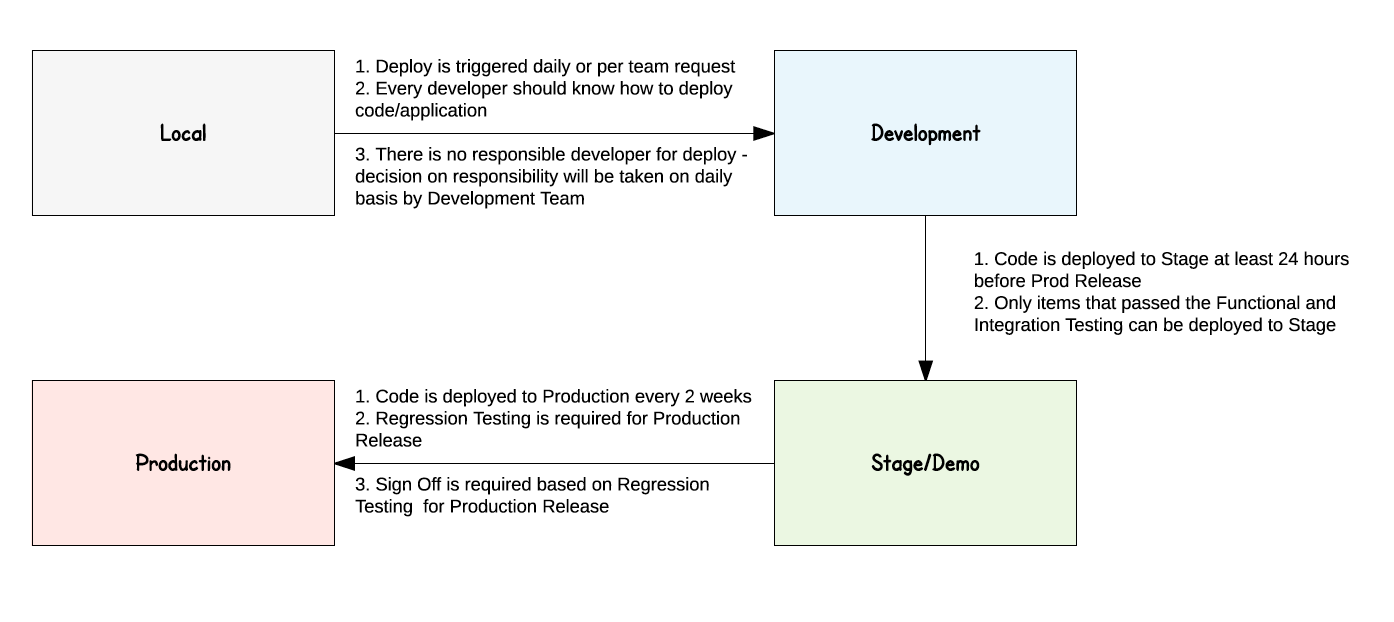 Local
1. Deploy is triggered daily or per team request
2. Every developer should know how to deploy
code/application
3. There is no responsible developer for deploy -
decision on responsibility will be taken on daily
basis by Development Team
Development
1. Code is deployed to Stage at least 24 hours
before Prod Release
2. Only items that passed the Functional and
Integration Testing can be deployed to Stage
Stage/Demo
1. Code is deployed to Production every 2 weeks
2. Regression Testing is required for Production
Release
3. Sign Off is required based on Regression
Testing  for Production Release
Production